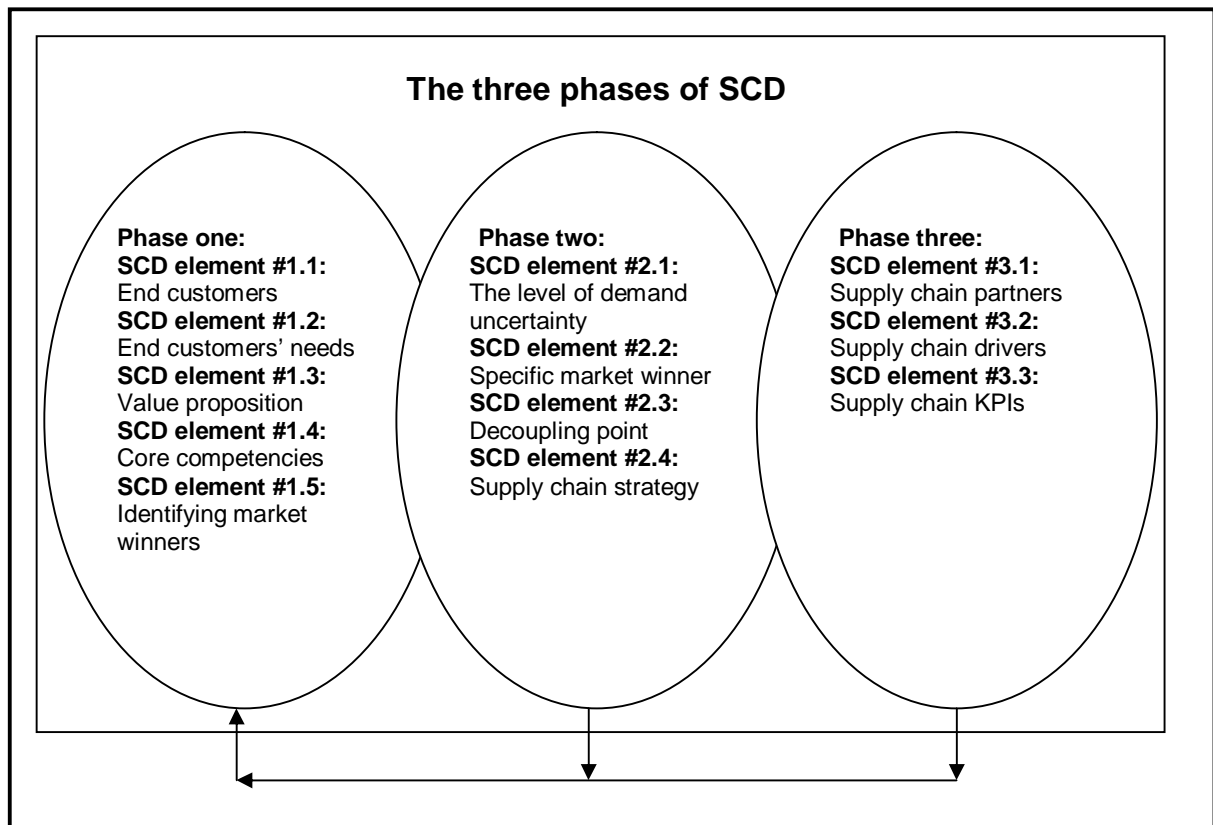 The three phases of SCD
Phase one:
SCD element #1.1:
End customers
SCD element #1.2:
End customers’ needs
SCD element #1.3:
Value proposition
SCD element #1.4:
Core competencies
SCD element #1.5:
Identifying market
winners
Phase two:
SCD element #2.1:
The level of demand
uncertainty
SCD element #2.2:
Specific market winner
SCD element #2.3:
Decoupling point
SCD element #2.4:
Supply chain strategy
Phase three:
SCD element #3.1:
Supply chain partners
SCD element #3.2:
Supply chain drivers
SCD element #3.3:
Supply chain KPIs